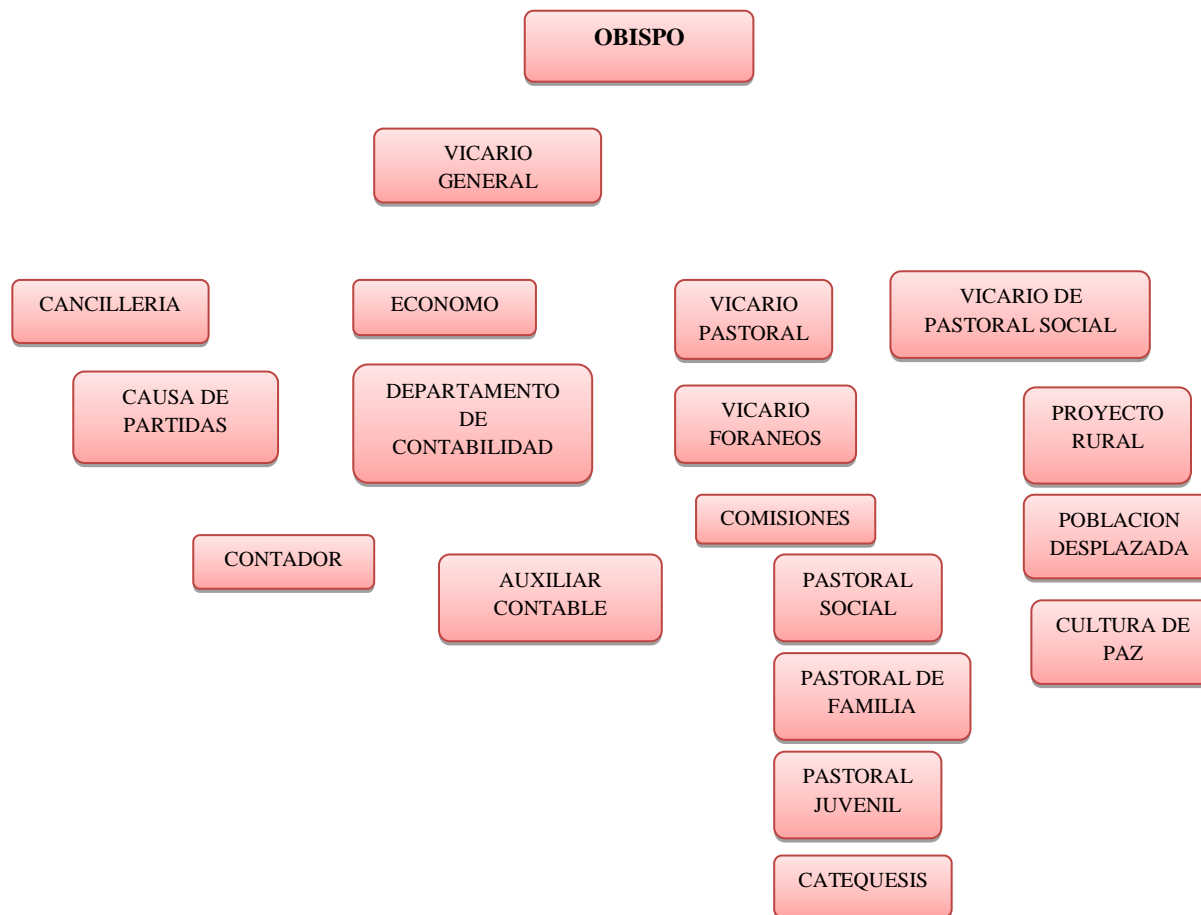 OBISPO
VICARIO
GENERAL
CANCILLERIA
ECONOMO
VICARIO
PASTORAL
VICARIO DE
PASTORAL SOCIAL
CAUSA DE
PARTIDAS
DEPARTAMENTO
DE
CONTABILIDAD
VICARIO
FORANEOS
PROYECTO
RURAL
COMISIONES
POBLACION
DESPLAZADA
CONTADOR
AUXILIAR
CONTABLE
PASTORAL
SOCIAL
CULTURA DE
PAZ
PASTORAL DE
FAMILIA
PASTORAL
JUVENIL
CATEQUESIS